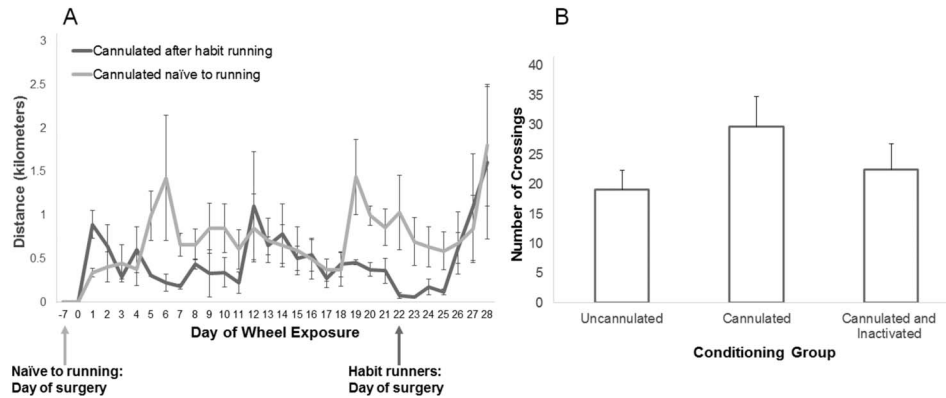 A
B
Cannulated after habit running
Cannulated naïve to running
Distance (kilometers)
3
2.5
2
1.5
1
0.5
0
-7 0 1 2 3 4 5 6 7 8 9 10 11 12 13 14 15 16 17 18 19 20 21 22 23 24 25 26 27 28
Day of Wheel Exposure
Naïve to running:
Day of surgery
Habit runners:
Day of surgery
Number of Crossings
40
35
30
25
20
15
10
5
0
Uncannulated
Cannulated
Cannulated and
Inactivated
Conditioning Group